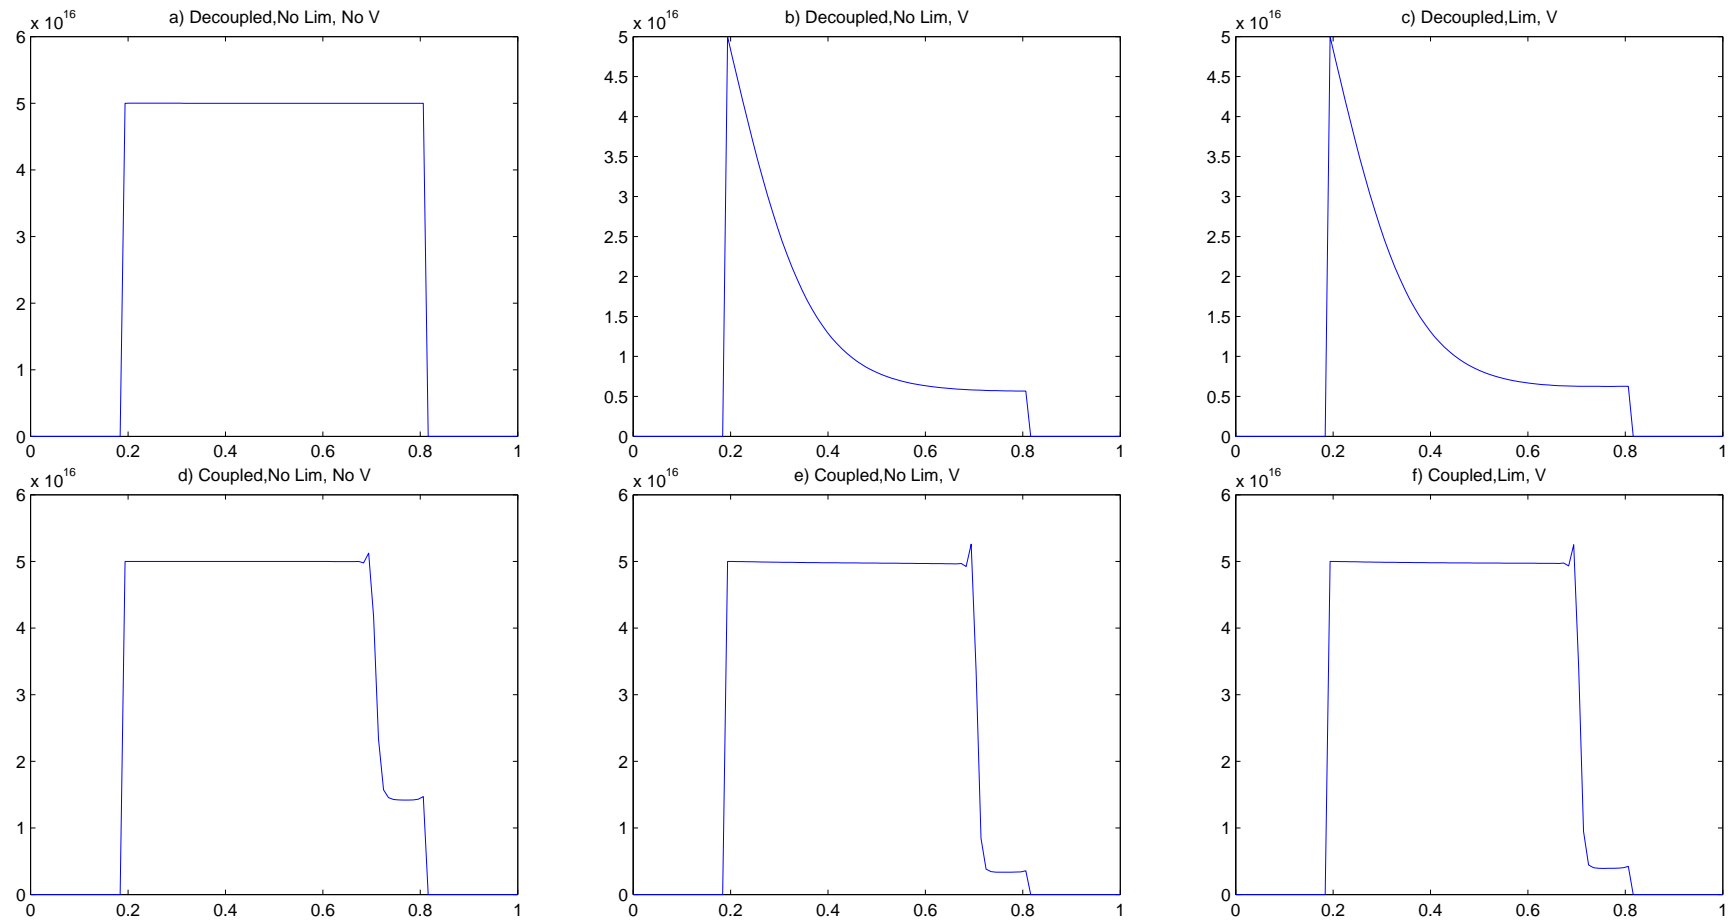 a) Decoupled,No Lim, No V
x 10^16
6
5
4
3
2
1
0
0 0.2 0.4 0.6 0.8 1
b) Decoupled,No Lim, V
x 10^16
5
4.5
4
3.5
3
2.5
2
1.5
1
0.5
0
0 0.2 0.4 0.6 0.8 1
c) Decoupled,Lim, V
x 10^16
5
4.5
4
3.5
3
2.5
2
1.5
1
0.5
0
0 0.2 0.4 0.6 0.8 1
d) Coupled,No Lim, No V
x 10^16
6
5
4
3
2
1
0
0 0.2 0.4 0.6 0.8 1
e) Coupled,No Lim, V
x 10^16
6
5
4
3
2
1
0
0 0.2 0.4 0.6 0.8 1
f) Coupled,Lim, V
x 10^16
6
5
4
3
2
1
0
0 0.2 0.4 0.6 0.8 1